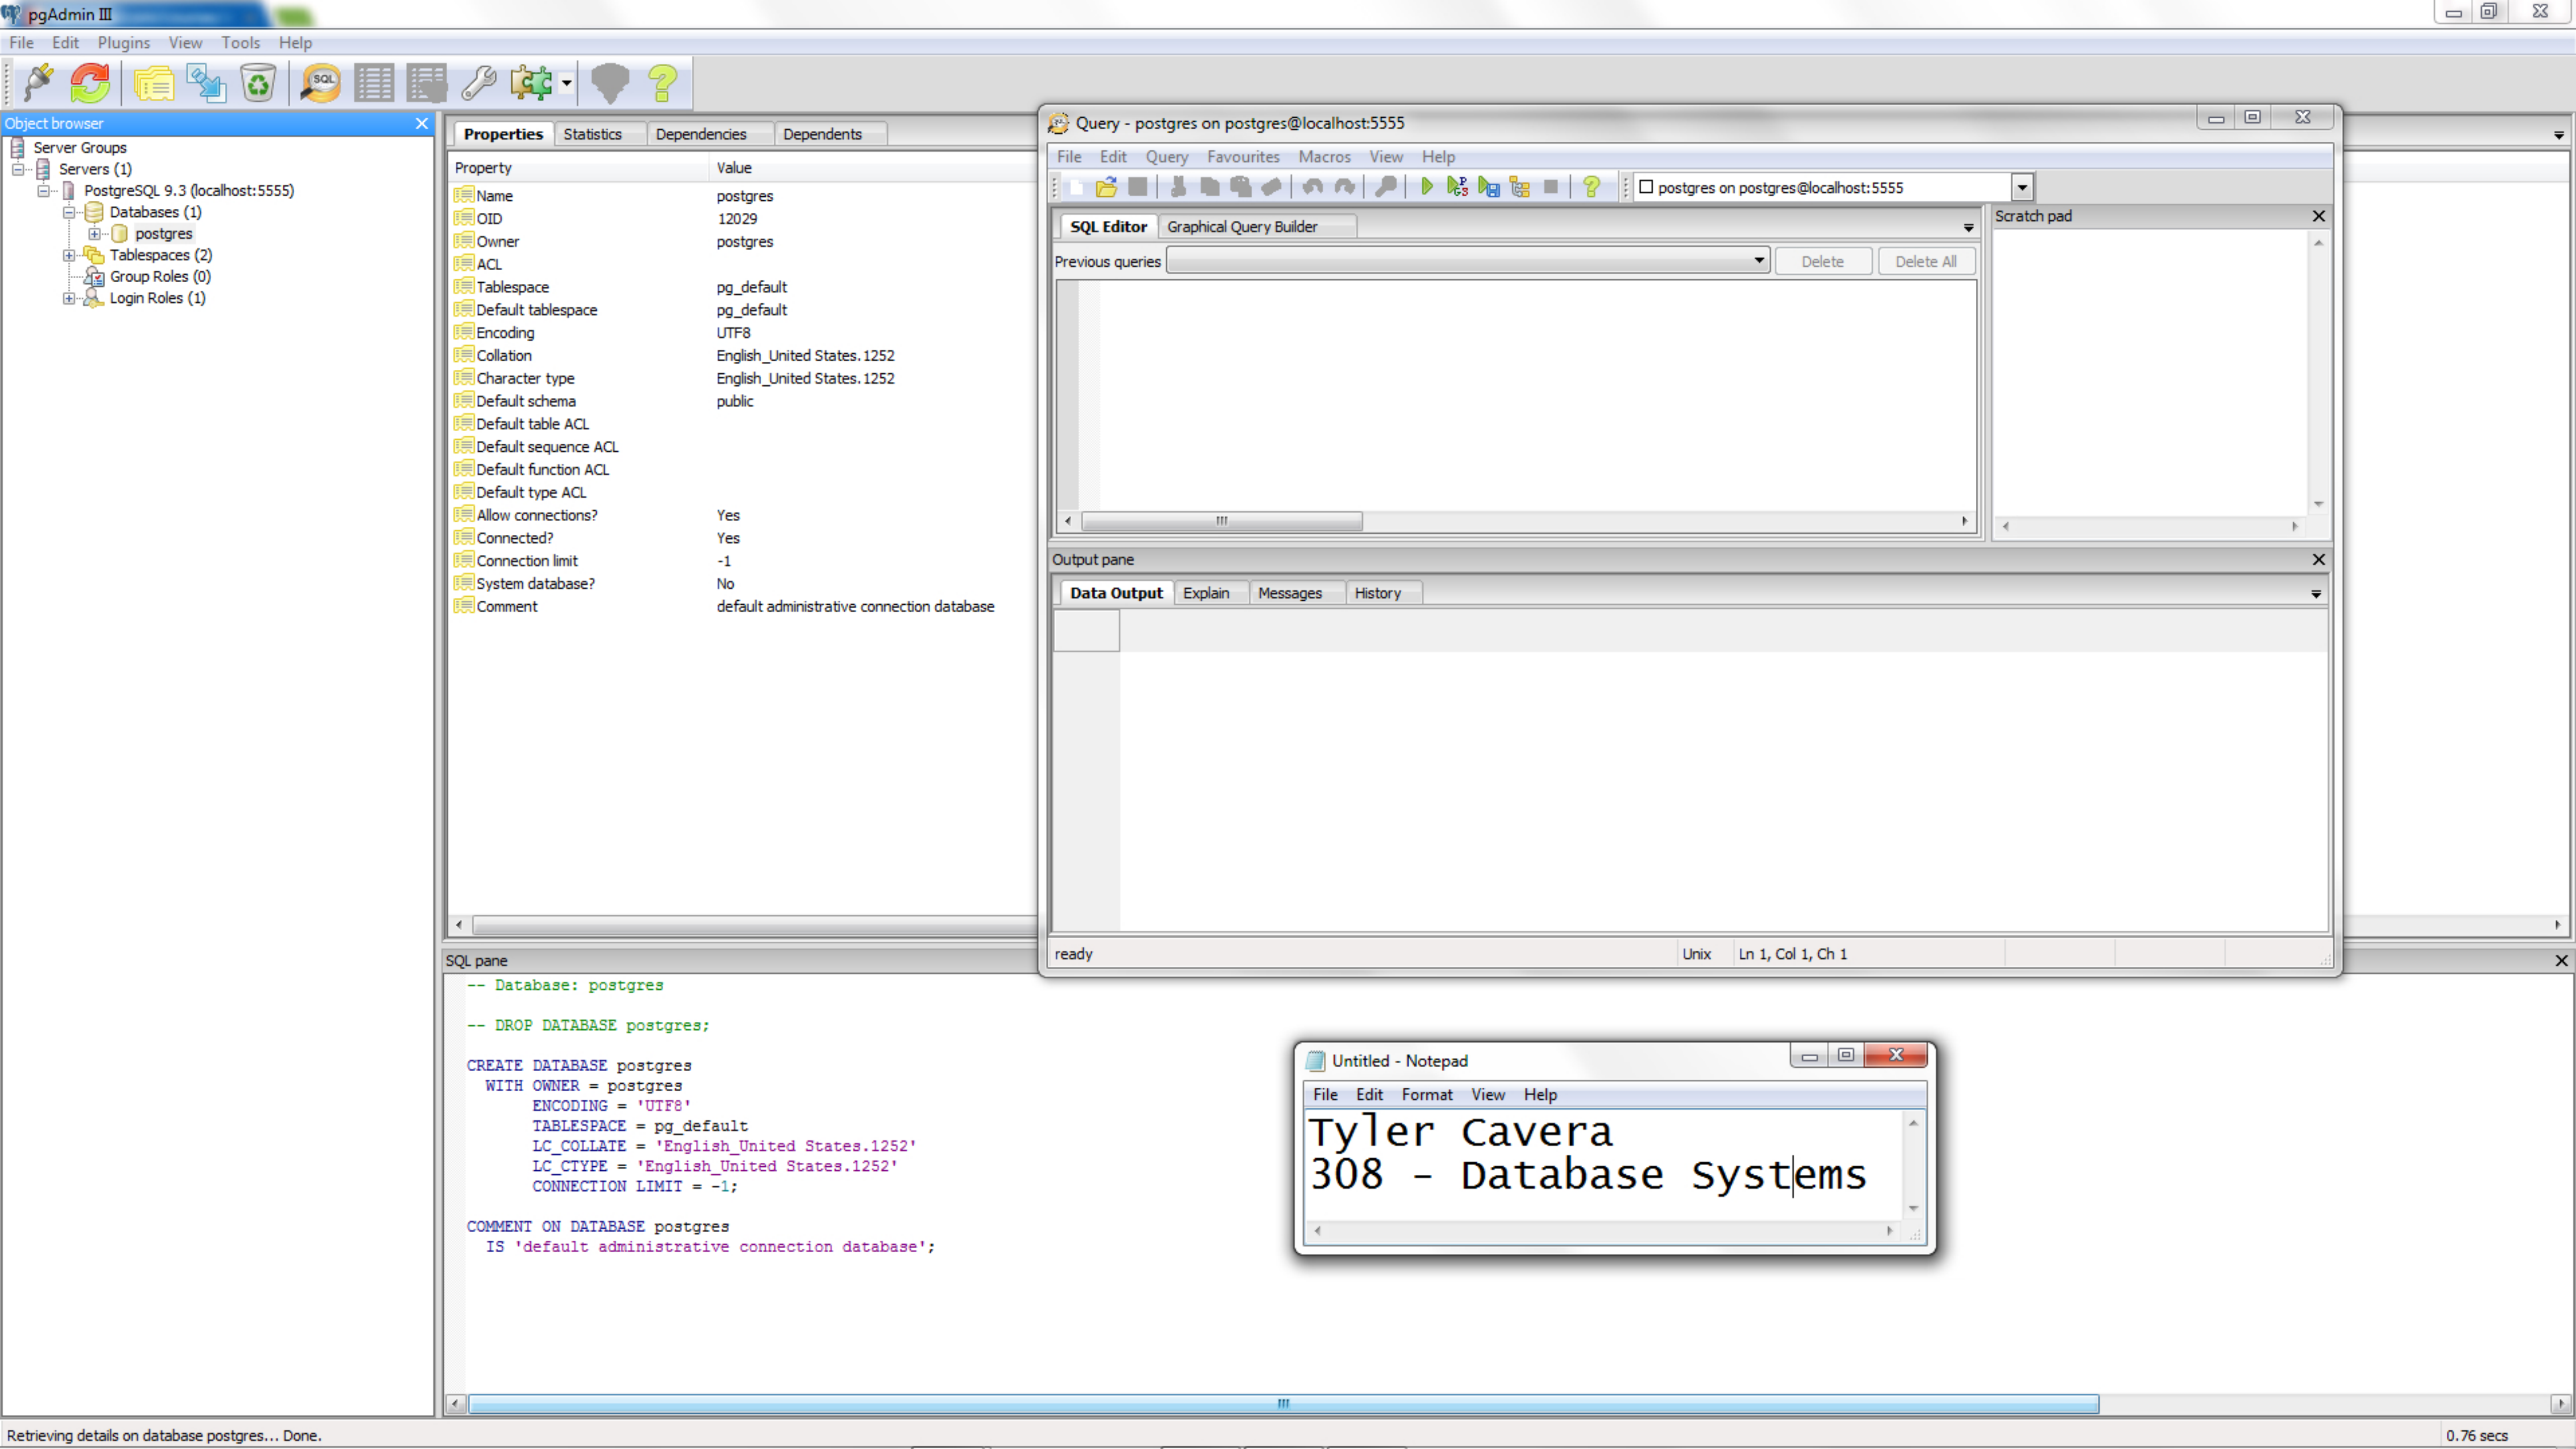 pgAdmin III
File Edit Plugins View Tools Help
SQL
Object browser
Server Groups
Servers (1)
PostgreSQL 9.3 (localhost:5555)
Databases (1)
postgres
Tablespaces (2)
Group Roles (0)
Login Roles (1)
Properties Statistics Dependencies Dependents
Property Value
Name postgres
OID 12029
Owner postgres
ACL
Tablespace pg_default
Default tablespace pg_default
Encoding UTF8
Collation English_United States.1252
Character type English_United States.1252
Default schema public
Default table ACL
Default sequence ACL
Default function ACL
Default type ACL
Allow connections? Yes
Connected? Yes
Connection limit -1
System database? No
Comment default administrative connection database
Query - postgres on postgres@localhost:5555
File Edit Query Favourites Macros View Help
postgres on postgres@localhost:5555
SQL Editor Graphical Query Builder
Scratch pad
Previous queries Delete Delete All
Output pane
Data Output Explain Messages History
ready Unix Ln 1, Col 1, Ch 1
SQL pane
-- Database: postgres
-- DROP DATABASE postgres;
CREATE DATABASE postgres
WITH OWNER = postgres
ENCODING = 'UTF8'
TABLESPACE = pg_default
LC_COLLATE = 'English_United States.1252'
LC_CTYPE = 'English_United States.1252'
CONNECTION LIMIT = -1;
COMMENT ON DATABASE postgres
IS 'default administrative connection database';
Untitled - Notepad
File Edit Format View Help
Tyler Cavera
308 - Database Systems
Retrieving details on database postgres... Done. 0.76 secs